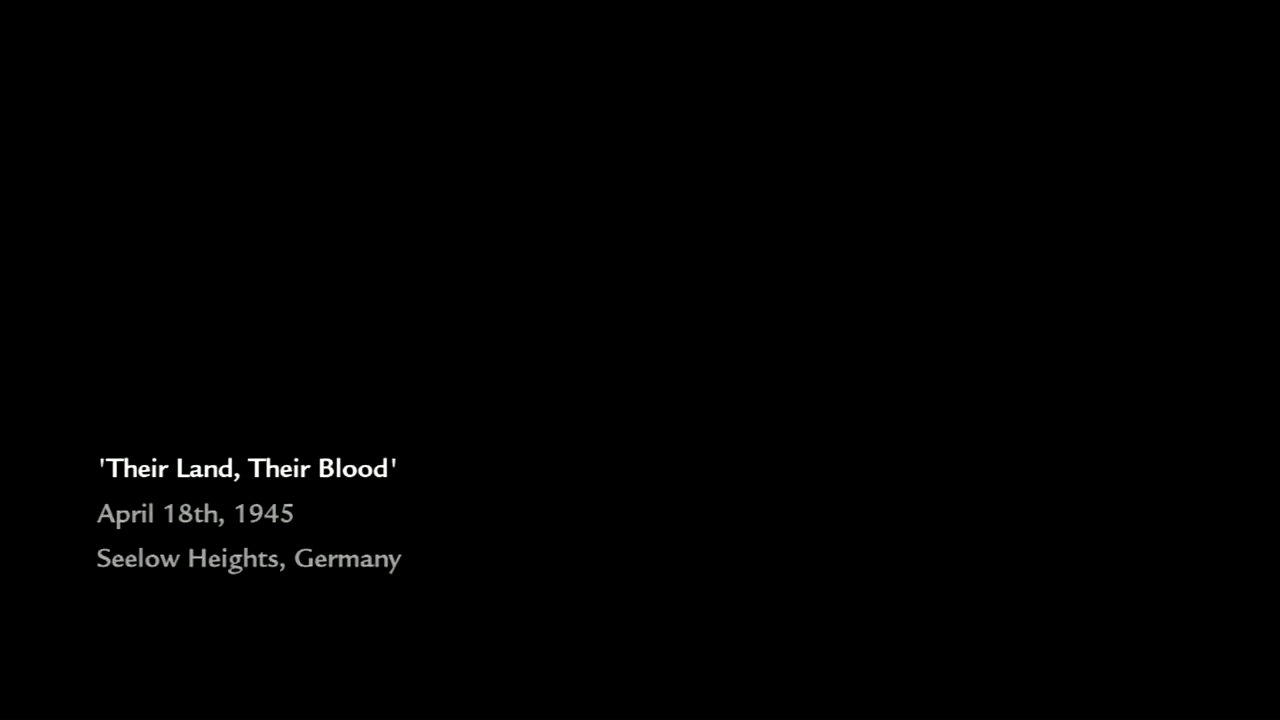 'Their Land, Their Blood'
April 18th, 1945
Seelow Heights, Germany